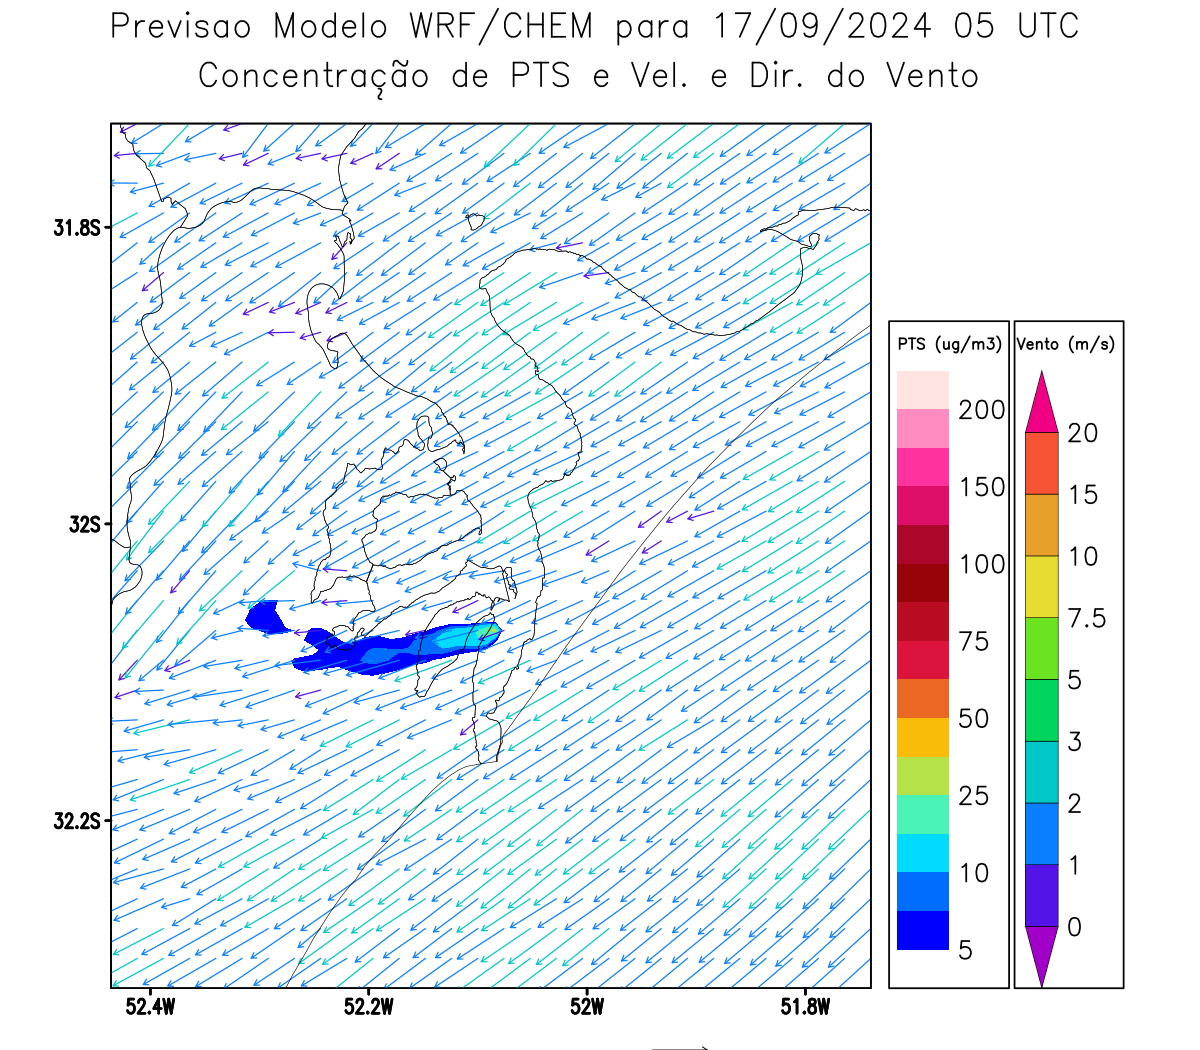 Previsao Modelo WRF/CHEM para 17/09/2024 05 UTC
Concentração de PTS e Vel. e Dir. do Vento
31.8S
32S
32.2S
52.4W 52.2W 52W 51.8W
PTS (ug/m3)
200
150
100
75
50
25
10
5
Vento (m/s)
20
15
10
7.5
5
3
2
1
0